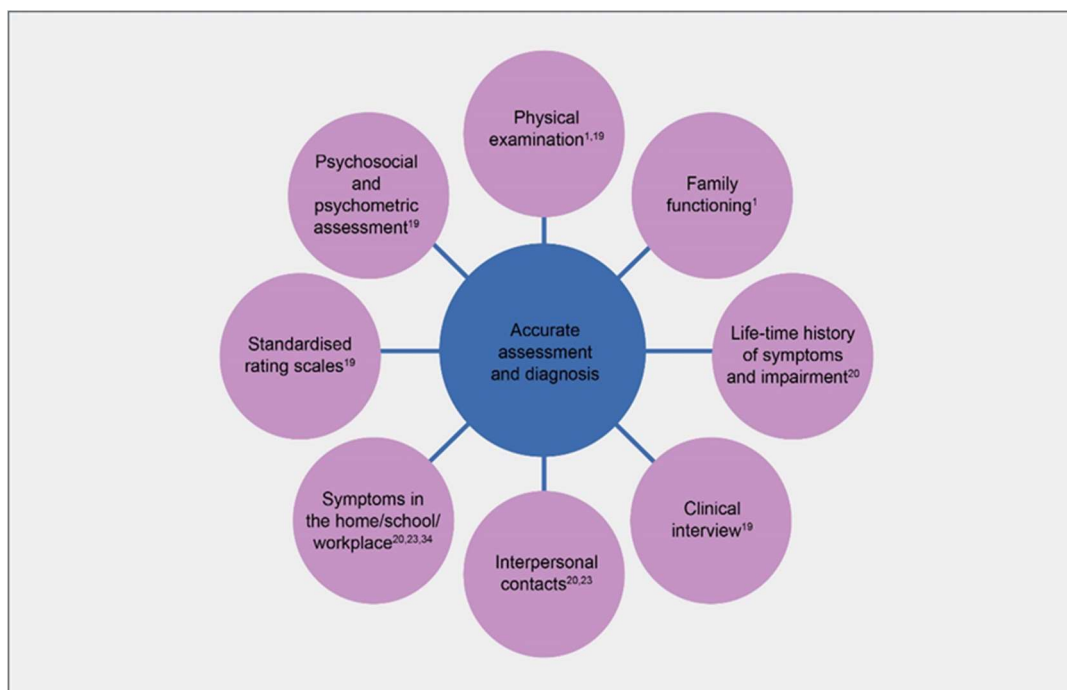 Physical
examination1,19
Psychosocial
and
psychometric
assessment19
Family
functioning1
Standardised
rating scales19
Accurate
assessment
and diagnosis
Life-time history
of symptoms
and impairment20
Symptoms in
the home/school/
workplace20,23,34
Interpersonal
contacts20,23
Clinical
interview19